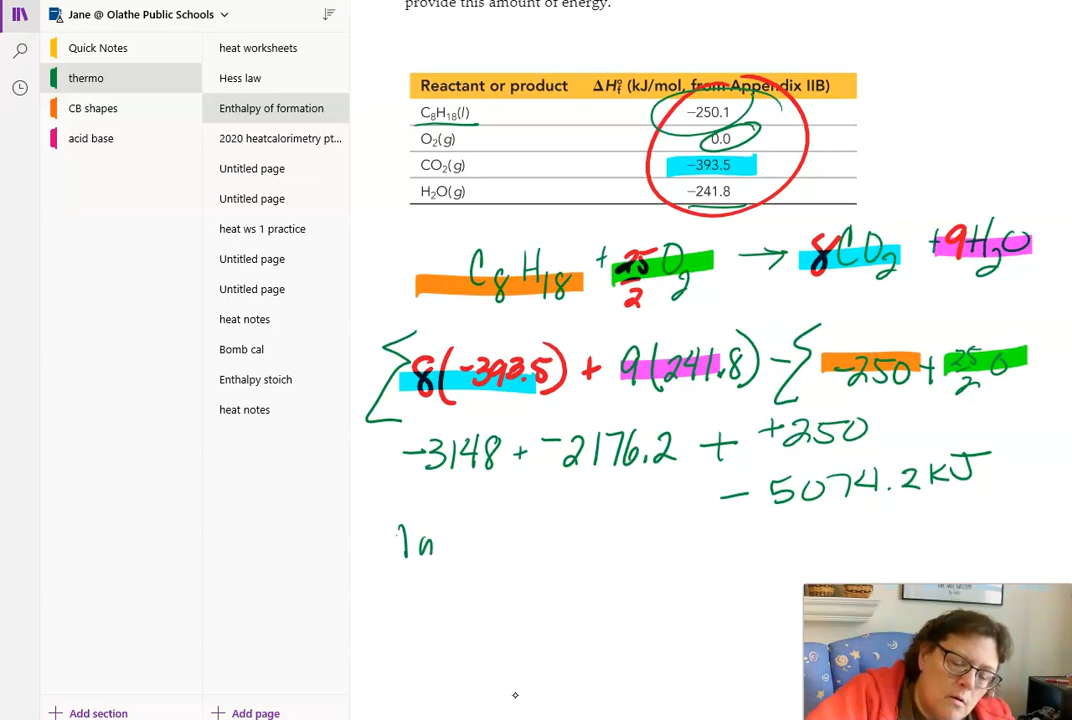 Jane @ Olathe Public Schools
provide this amount of energy.
Quick Notes
thermo
CB shapes
acid base
heat worksheets
Hess law
Enthalpy of formation
2020 heatcalorimetry pt...
Untitled page
Untitled page
heat ws 1 practice
Untitled page
Untitled page
heat notes
Bomb cal
Enthalpy stoich
heat notes
Add section
Add page
Reactant or product ΔH°f (kJ/mol, from Appendix IIB)
C8H18(l) −250.1
O2(g) 0.0
CO2(g) −393.5
H2O(g) −241.8
C8H18 + 25/2 O2 → 8CO2 + 9H2O
Σ 8(-393.5) + 9(241.8) - Σ -250 + 25/2 0
-3148 + -2176.2 + +250
- 5074.2 kJ